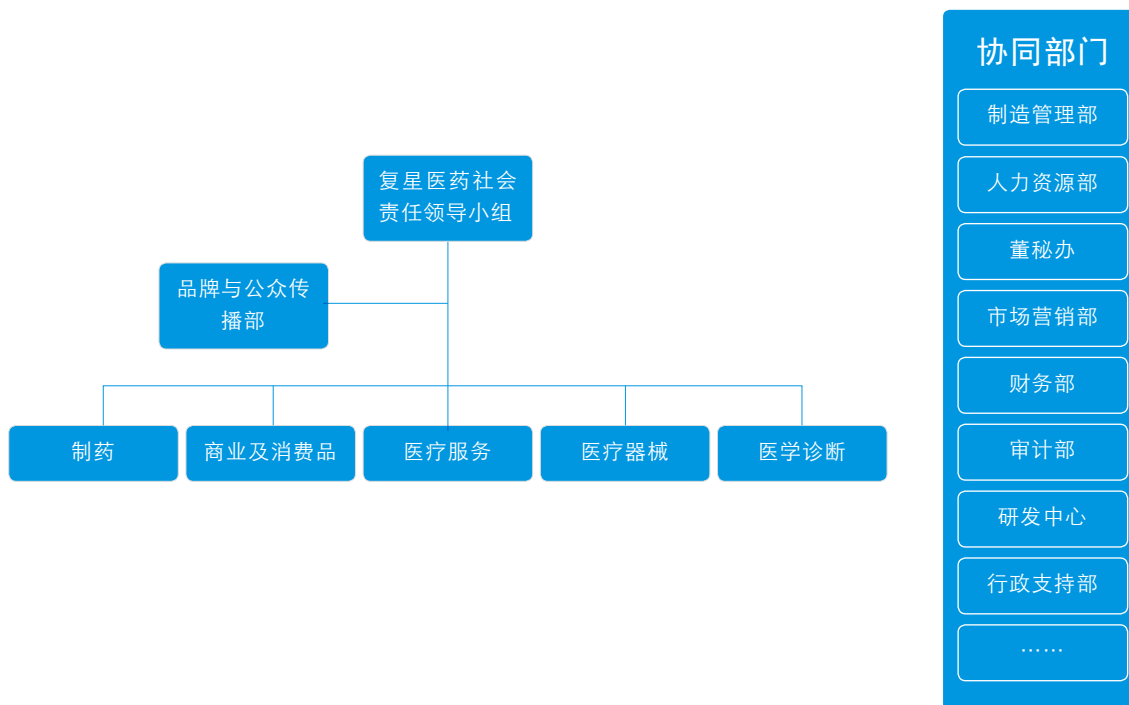 复星医药社会
责任领导小组
品牌与公众传
播部
制药
商业及消费品
医疗服务
医疗器械
医学诊断
协同部门
制造管理部
人力资源部
董秘办
市场营销部
财务部
审计部
研发中心
行政支持部
……